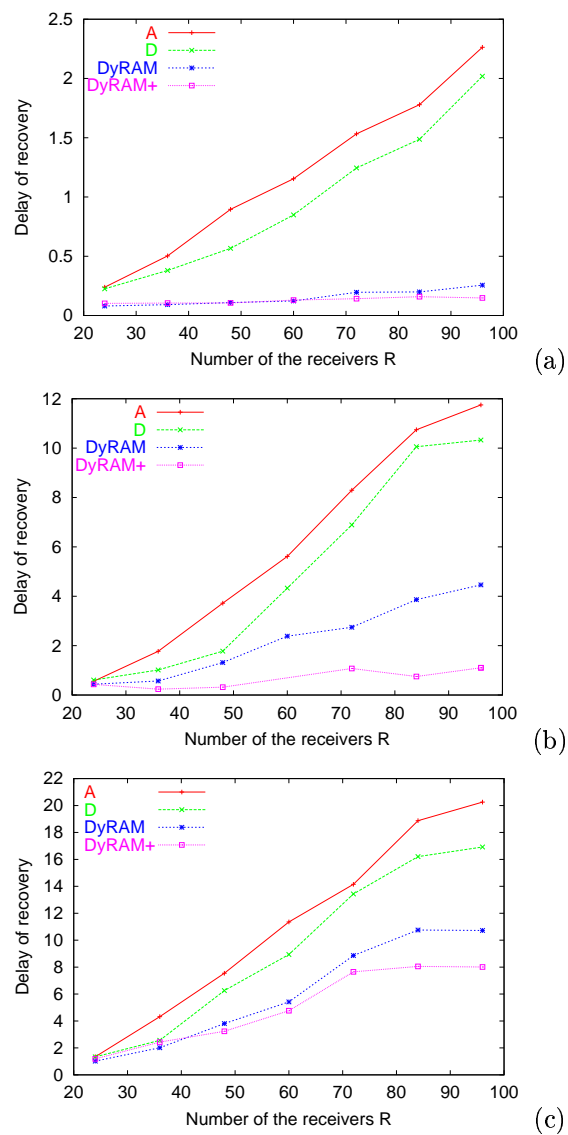 2.5
2
1.5
1
0.5
0
Delay of recovery
A
D
DyRAM
DyRAM+
20 30 40 50 60 70 80 90 100
Number of the receivers R
(a)
12
10
8
6
4
2
0
Delay of recovery
A
D
DyRAM
DyRAM+
20 30 40 50 60 70 80 90 100
Number of the receivers R
(b)
22
20
18
16
14
12
10
8
6
4
2
0
Delay of recovery
A
D
DyRAM
DyRAM+
20 30 40 50 60 70 80 90 100
Number of the receivers R
(c)